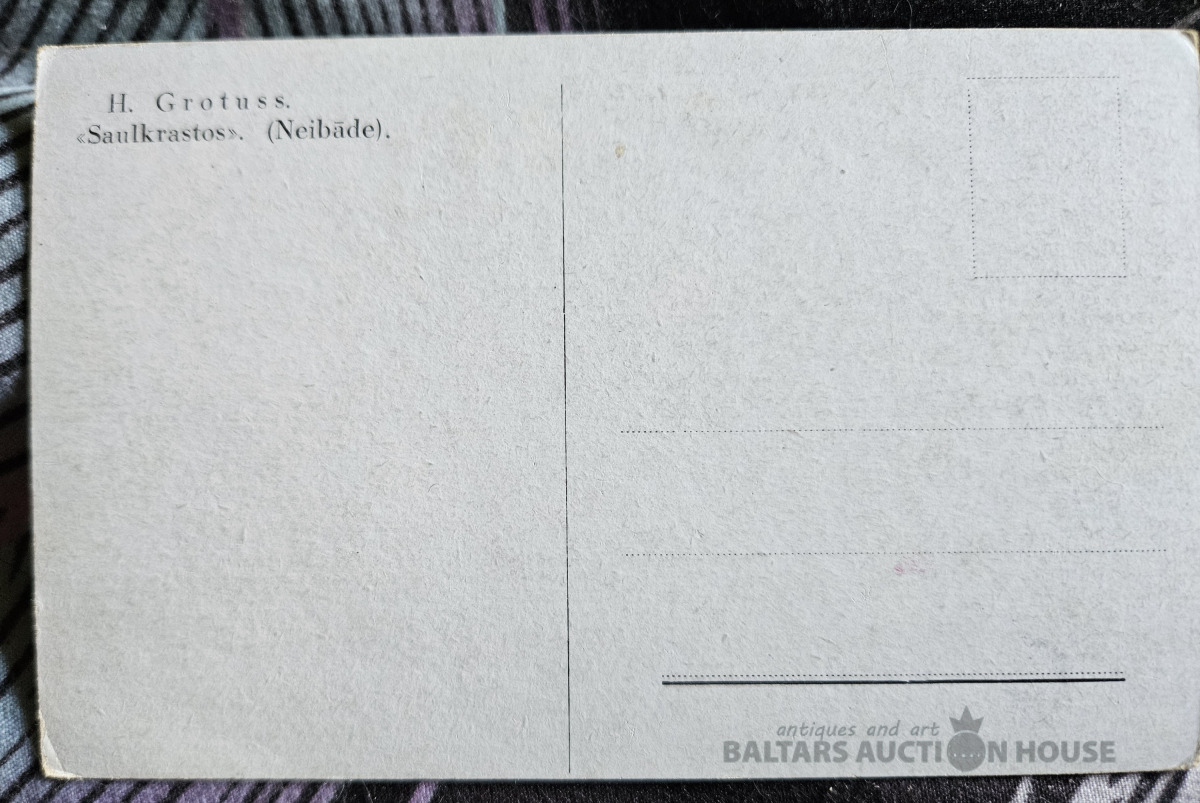 H. Grotuss.
«Saulkrastos». (Neibāde).
antiques and art
BALTARS AUCTION HOUSE